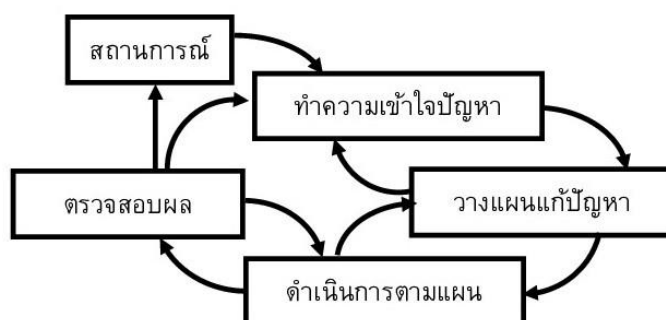 สถานการณ์
ทำความเข้าใจปัญหา
ตรวจสอบผล
วางแผนแก้ปัญหา
ดำเนินการตามแผน